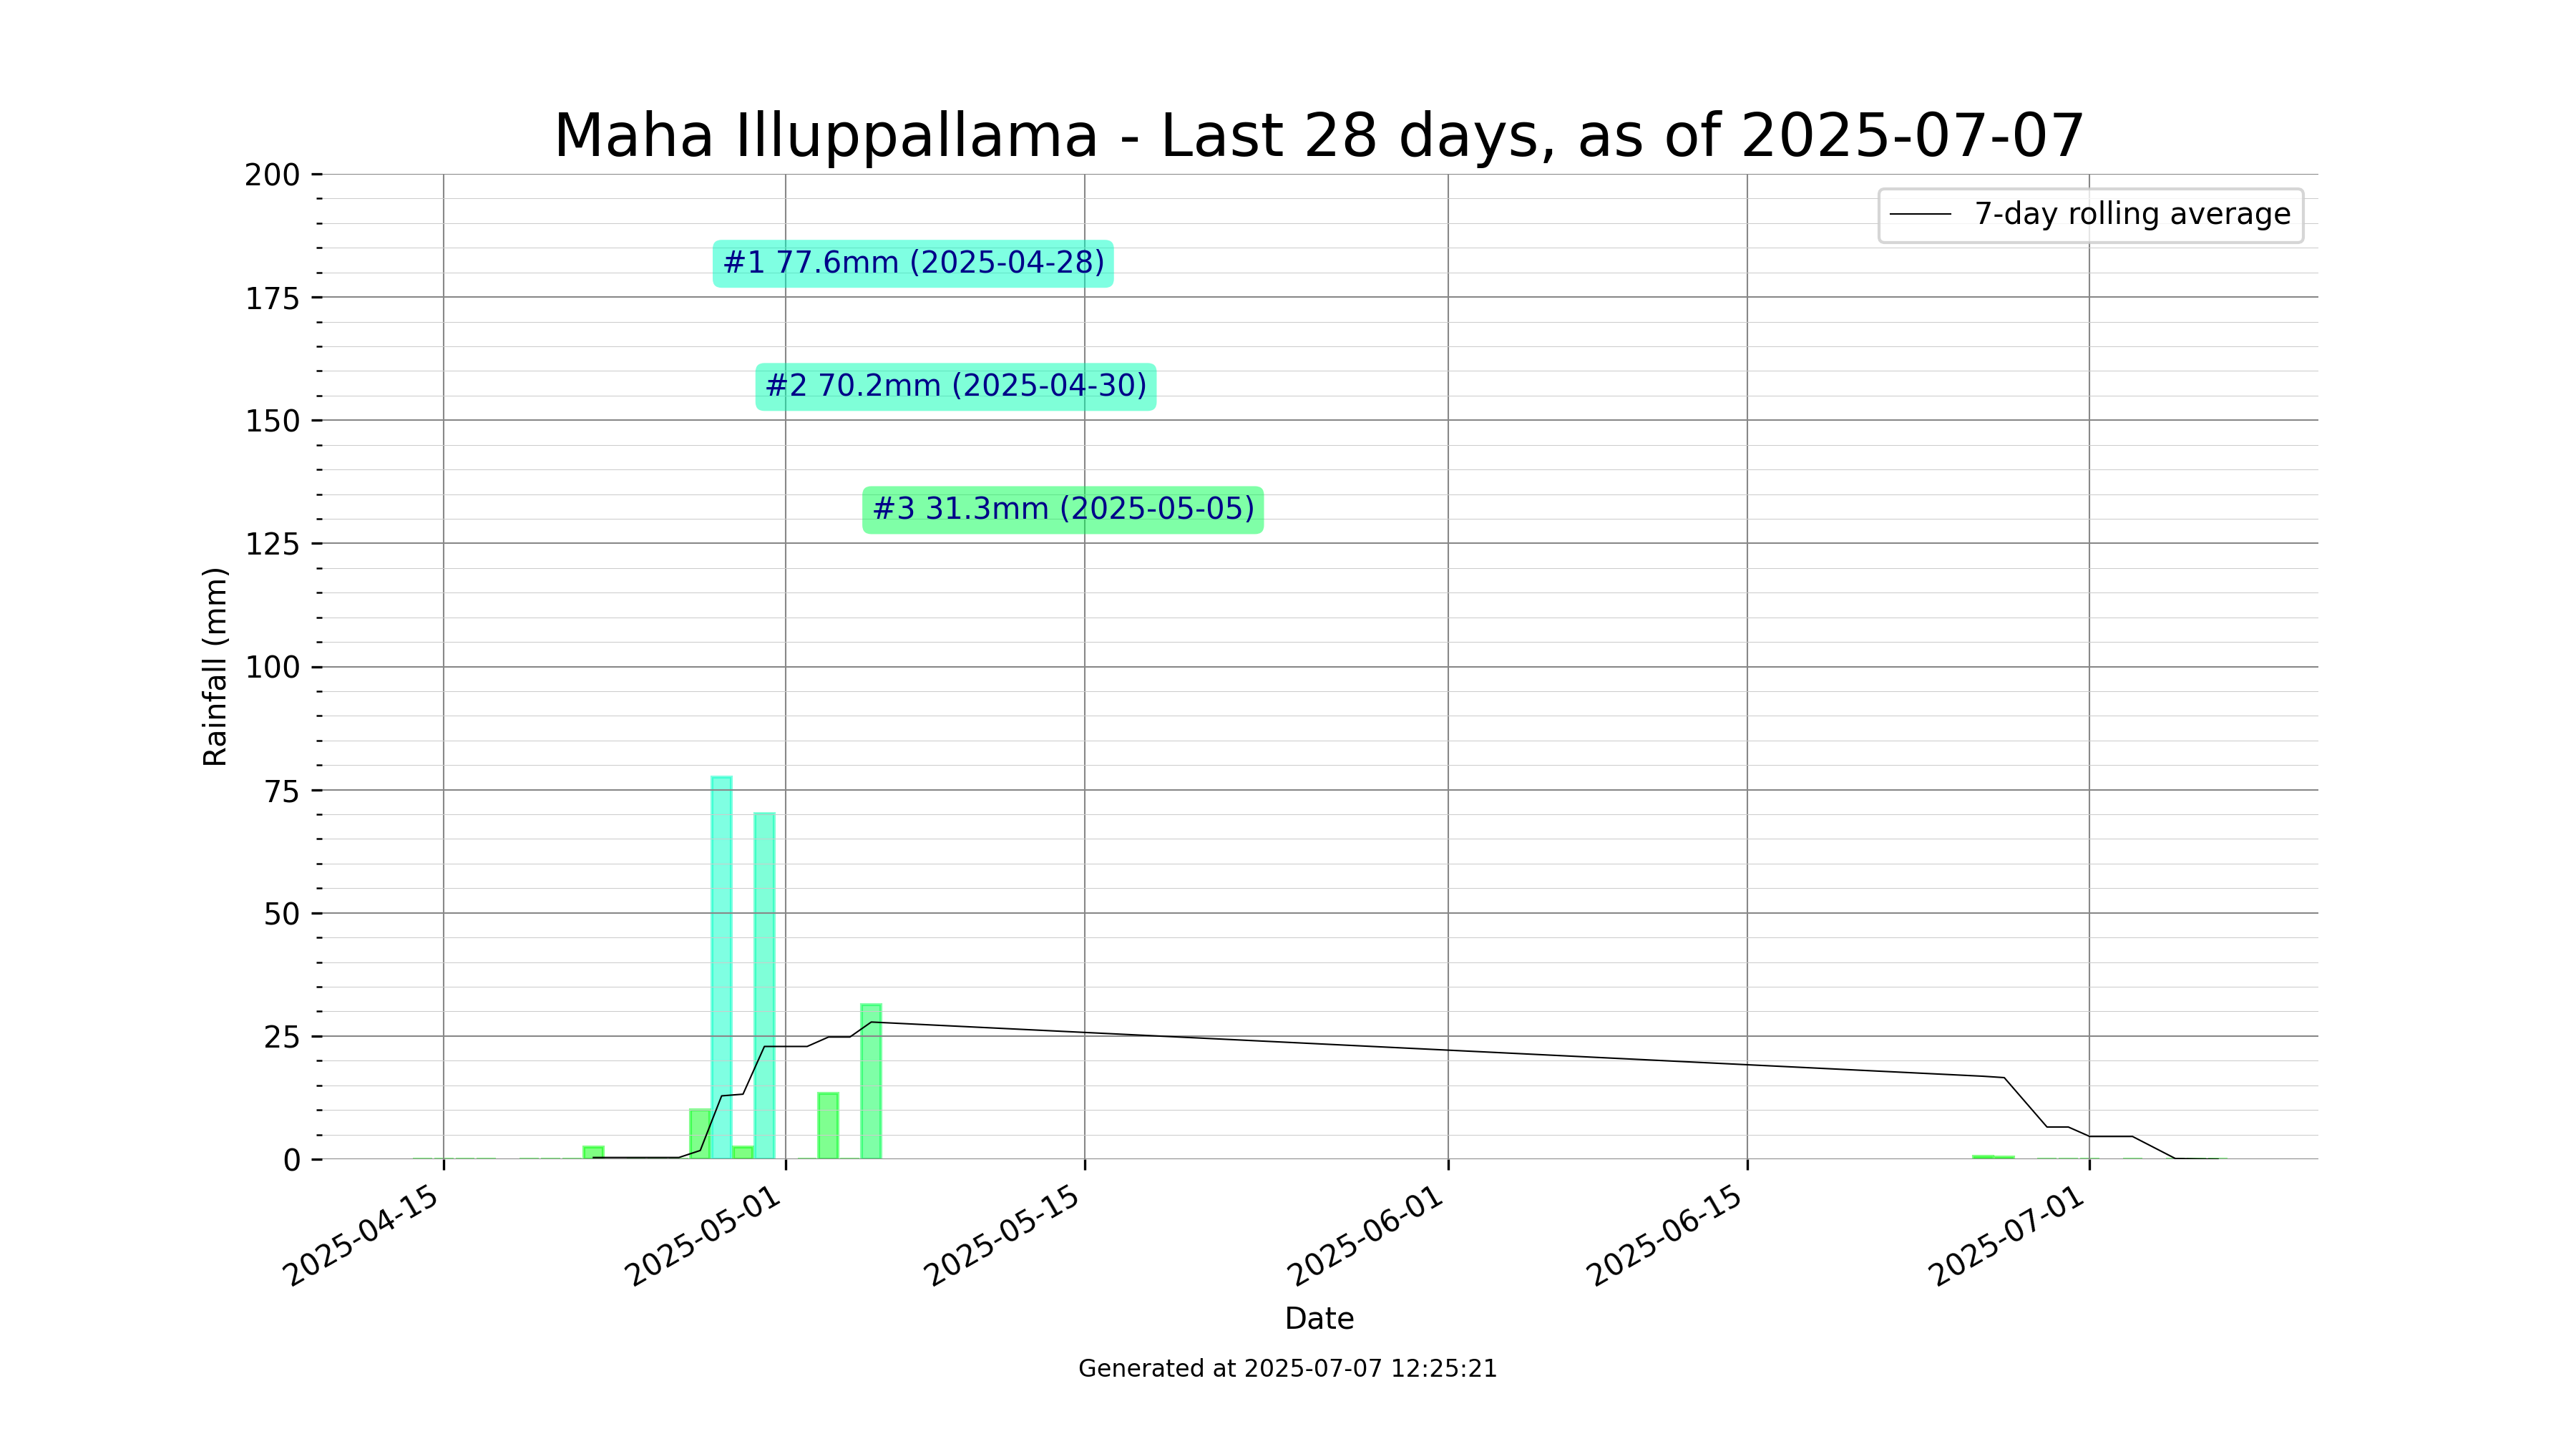 Maha Illuppallama - Last 28 days, as of 2025-07-07
7-day rolling average
#1 77.6mm (2025-04-28)
#2 70.2mm (2025-04-30)
#3 31.3mm (2025-05-05)
Rainfall (mm)
200
175
150
125
100
75
50
25
0
2025-04-15
2025-05-01
2025-05-15
2025-06-01
2025-06-15
2025-07-01
Date
Generated at 2025-07-07 12:25:21